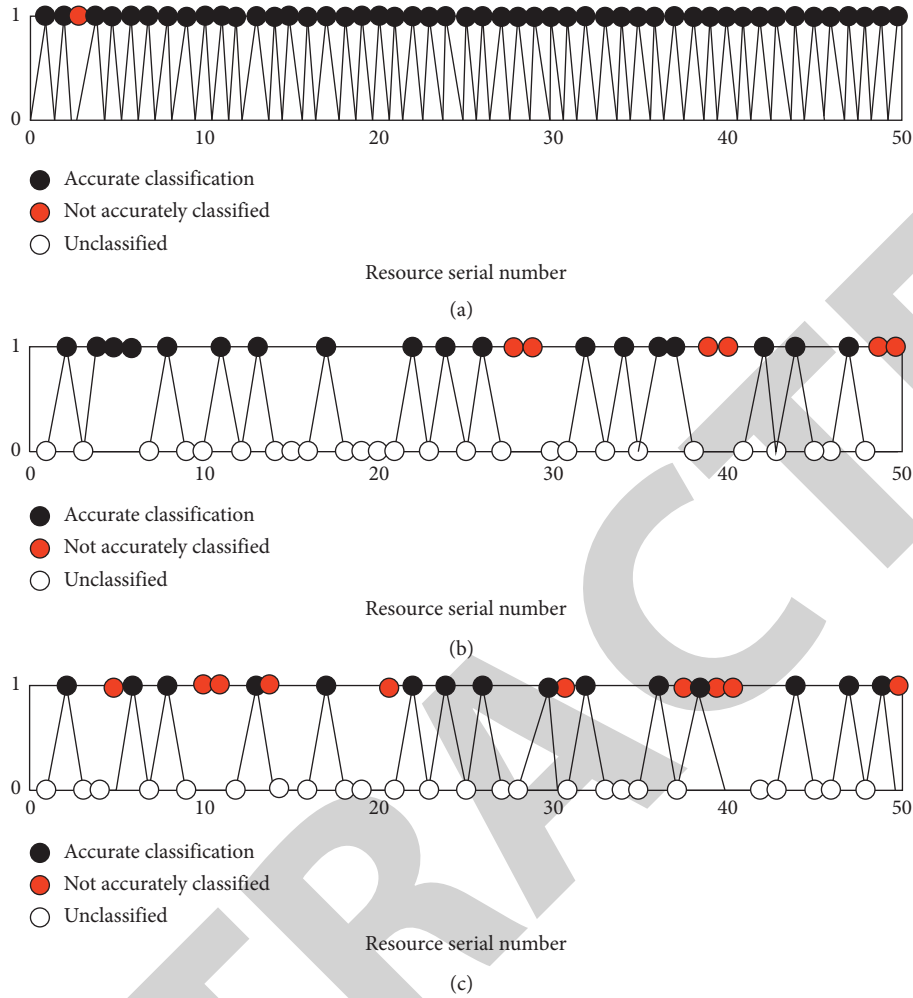 1
0
0 10 20 30 40 50
Accurate classification
Not accurately classified
Unclassified
Resource serial number
(a)
1
0
0 10 20 30 40 50
Accurate classification
Not accurately classified
Unclassified
Resource serial number
(b)
1
0
0 10 20 30 40 50
Accurate classification
Not accurately classified
Unclassified
Resource serial number
(c)
TRACTE